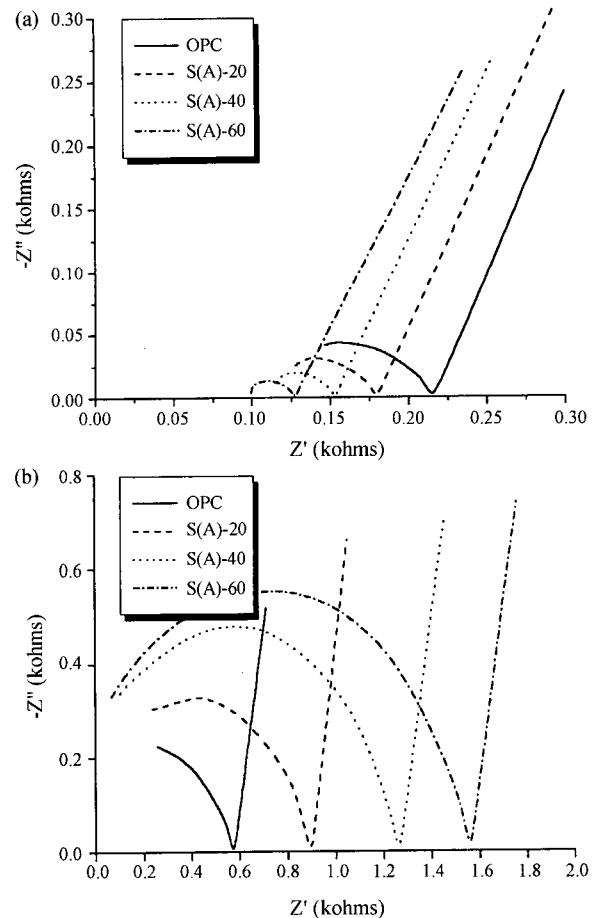 (a)
OPC
S(A)-20
S(A)-40
S(A)-60
-Z" (kohms)
0.30
0.25
0.20
0.15
0.10
0.05
0.00
0.00 0.05 0.10 0.15 0.20 0.25 0.30
Z' (kohms)
(b)
OPC
S(A)-20
S(A)-40
S(A)-60
-Z" (kohms)
0.8
0.6
0.4
0.2
0.0
0.0 0.2 0.4 0.6 0.8 1.0 1.2 1.4 1.6 1.8 2.0
Z' (kohms)